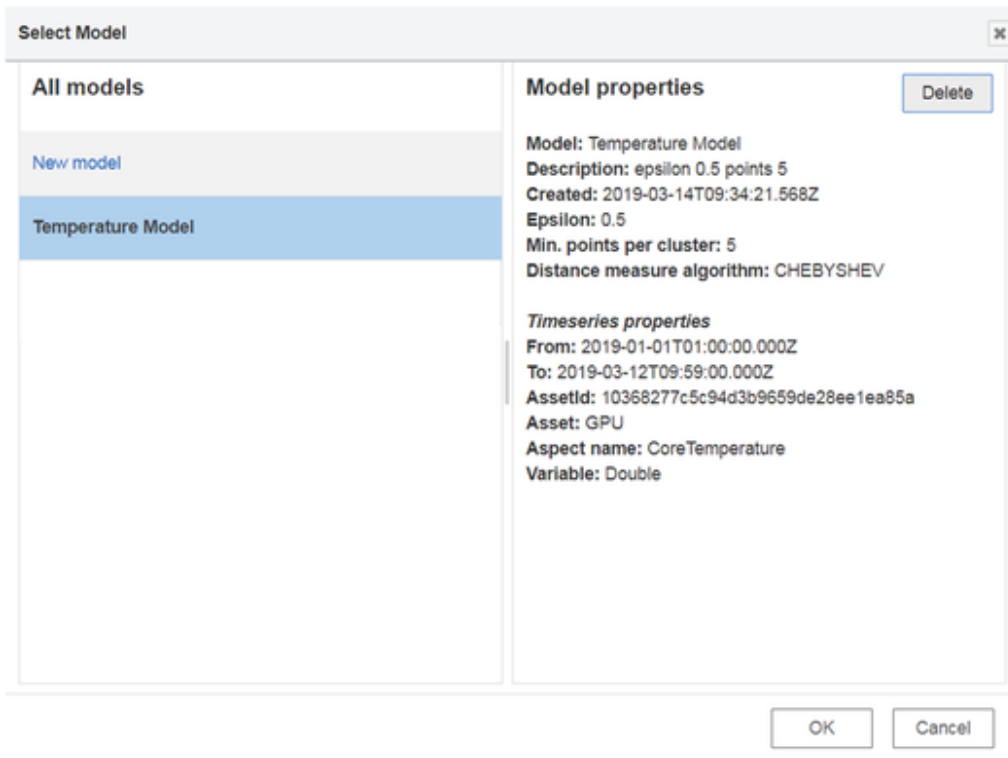 Select Model
All models
New model
Temperature Model
Model properties
Delete
Model: Temperature Model
Description: epsilon 0.5 points 5
Created: 2019-03-14T09:34:21.568Z
Epsilon: 0.5
Min. points per cluster: 5
Distance measure algorithm: CHEBYSHEV
Timeseries properties
From: 2019-01-01T01:00:00.000Z
To: 2019-03-12T09:59:00.000Z
AssetId: 10368277c5c94d3b9659de28ee1ea85a
Asset: GPU
Aspect name: CoreTemperature
Variable: Double
OK
Cancel